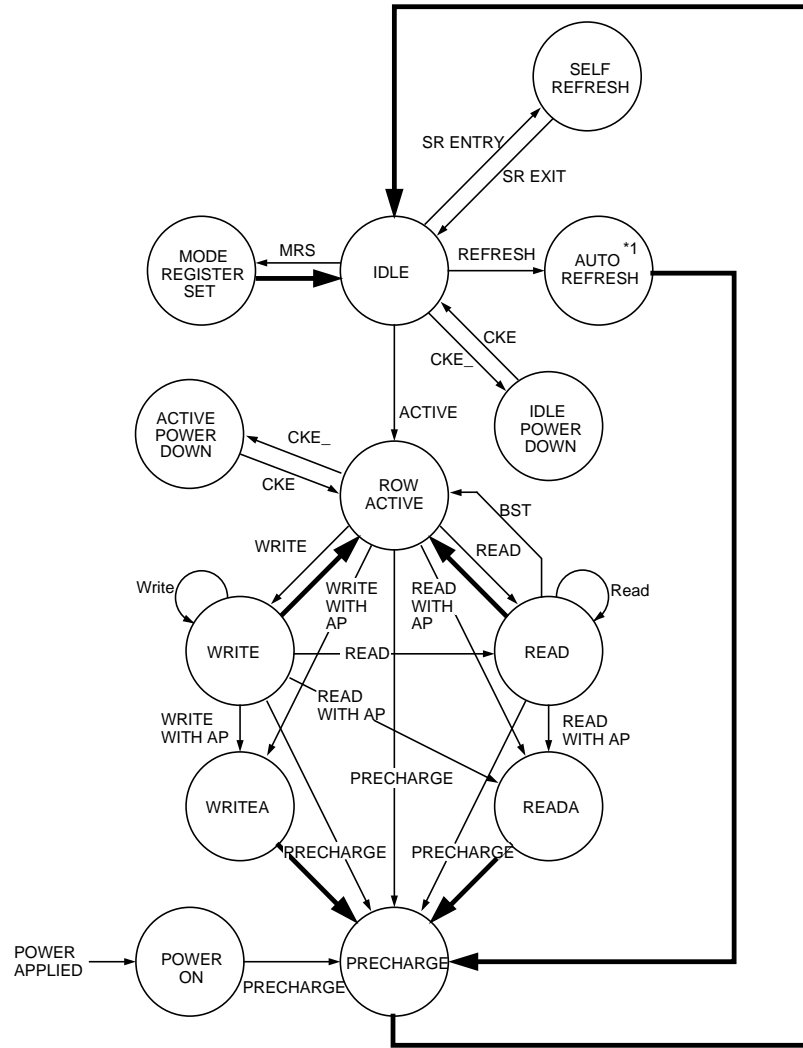 SELF
REFRESH
SR ENTRY
SR EXIT
MODE
REGISTER
SET
MRS
IDLE
REFRESH
*1
AUTO
REFRESH
CKE
CKE_
IDLE
POWER
DOWN
ACTIVE
ACTIVE
POWER
DOWN
CKE_
CKE
ROW
ACTIVE
BST
WRITE
READ
Write
WRITE
WITH
AP
READ
WITH
AP
Read
WRITE
READ
READ
READ
WITH AP
WRITE
WITH AP
READ
WITH AP
PRECHARGE
WRITEA
READA
PRECHARGE
PRECHARGE
POWER
APPLIED
POWER
ON
PRECHARGE
PRECHARGE